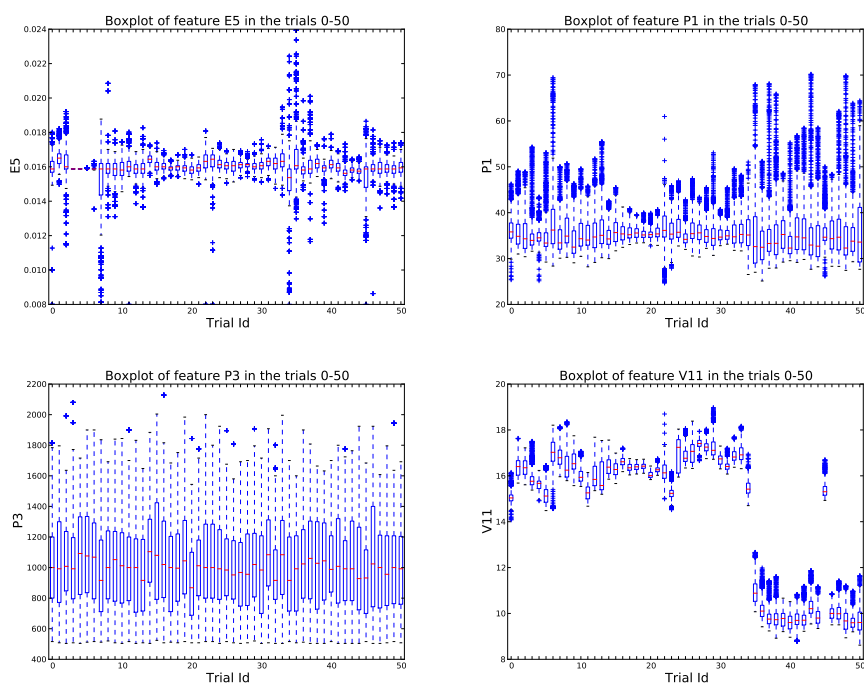 Boxplot of feature E5 in the trials 0-50
0.024
0.022
0.020
0.018
0.016
0.014
0.012
0.010
0.008
E5
0 10 20 30 40 50
Trial Id
Boxplot of feature P1 in the trials 0-50
80
70
60
50
40
30
20
P1
0 10 20 30 40 50
Trial Id
Boxplot of feature P3 in the trials 0-50
2200
2000
1800
1600
1400
1200
1000
800
600
400
P3
0 10 20 30 40 50
Trial Id
Boxplot of feature V11 in the trials 0-50
20
18
16
14
12
10
8
V11
0 10 20 30 40 50
Trial Id